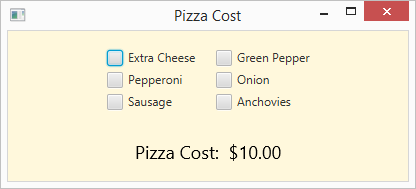 Pizza Cost
Extra Cheese
Green Pepper
Pepperoni
Onion
Sausage
Anchovies
Pizza Cost: $10.00